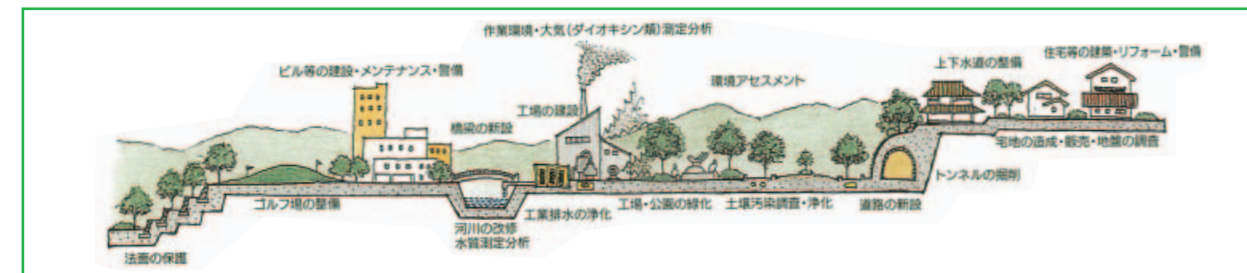 作業環境・大気(ダイオキシン類)測定分析
住宅等の建築・リフォーム・警備
上下水道の整備
ビル等の建設・メンテナンス・警備
環境アセスメント
工場の建設
橋梁の新設
宅地の造成・販売・地盤の調査
トンネルの掘削
ゴルフ場の整備
工業排水の浄化
工場・公園の緑化
土壌汚染調査・浄化
道路の新設
河川の改修
水質測定分析
法面の保護